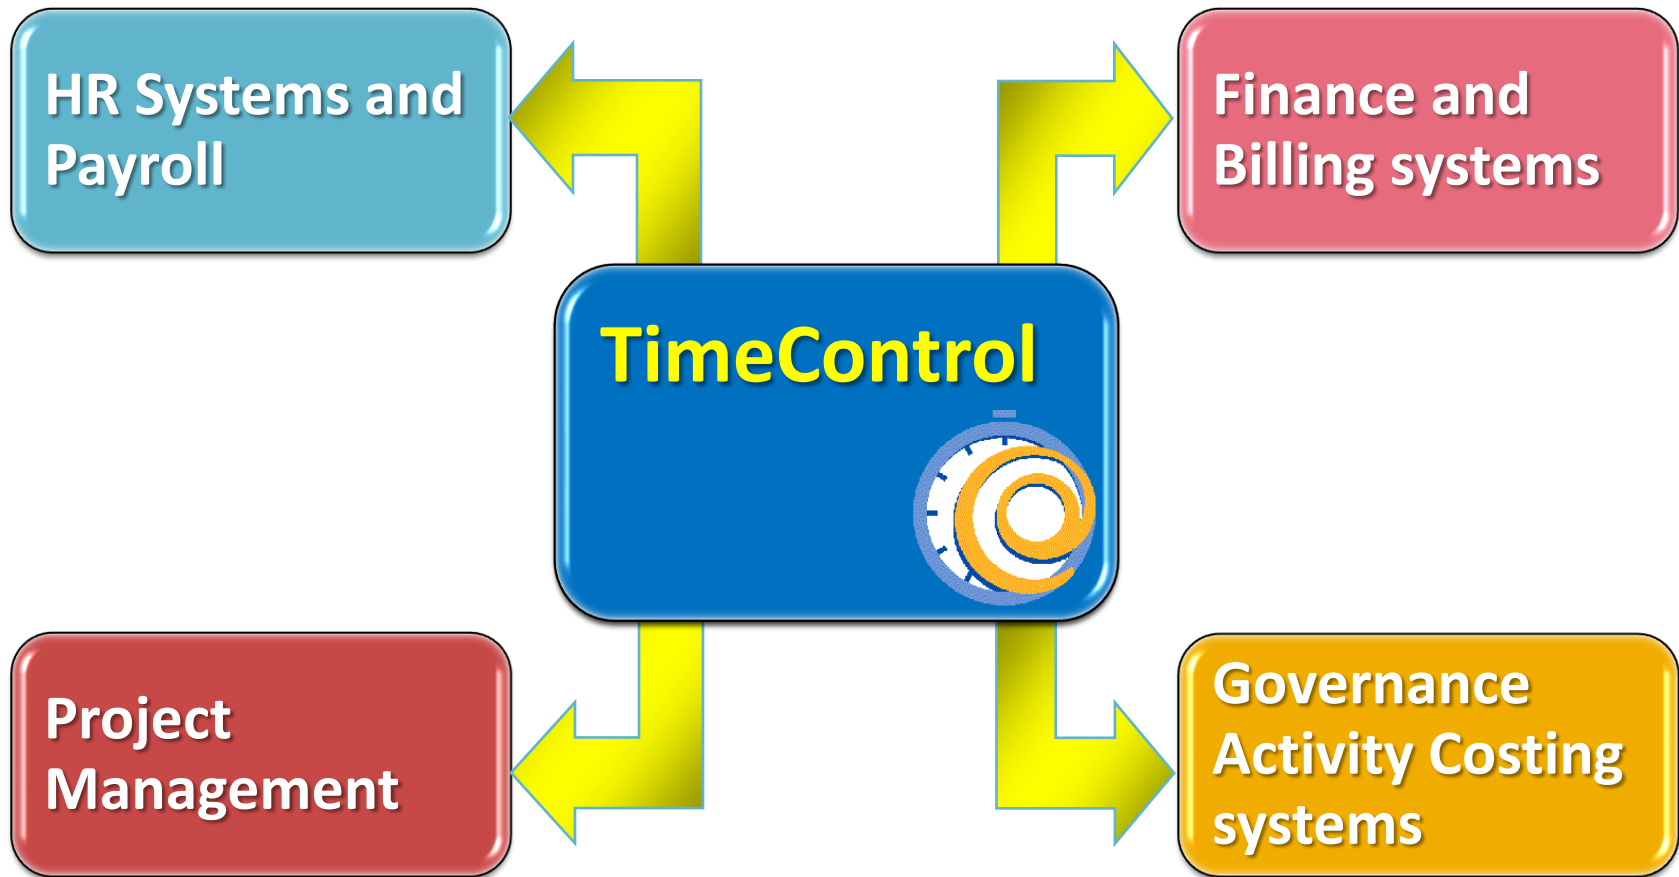 HR Systems and
Payroll
Finance and
Billing systems
TimeControl
Project
Management
Governance
Activity Costing
systems